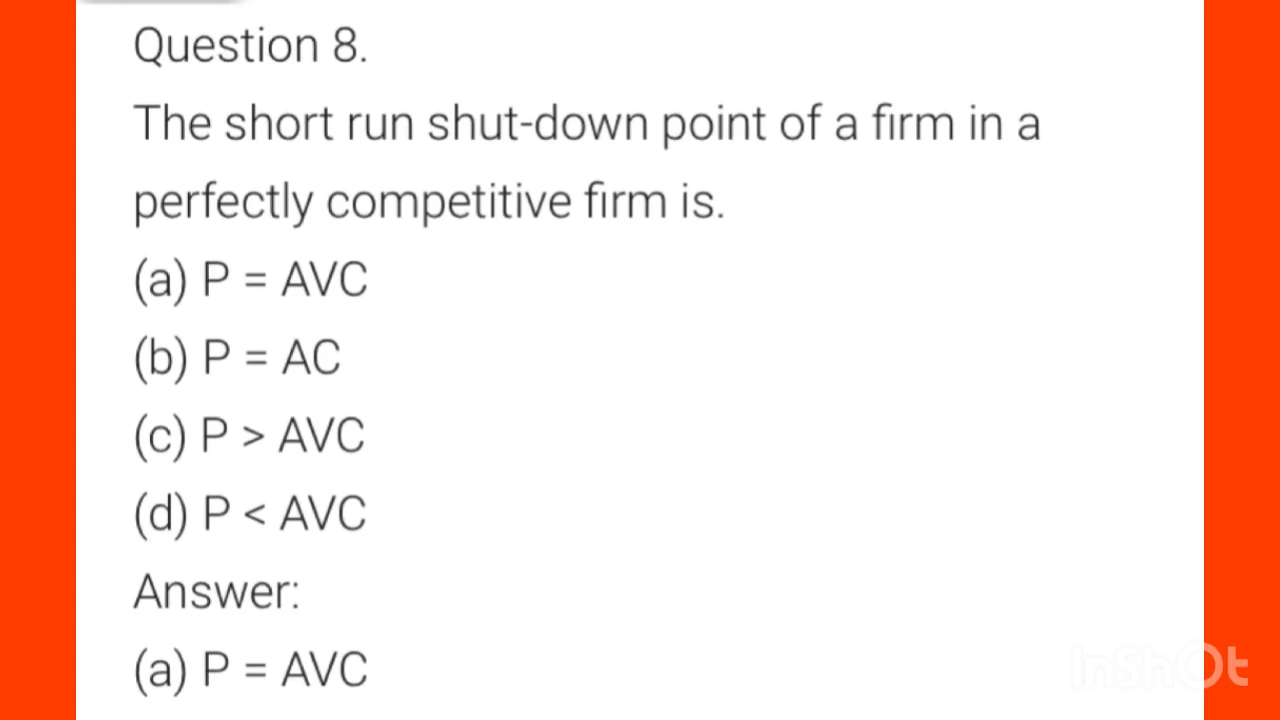 Question 8.
The short run shut-down point of a firm in a
perfectly competitive firm is.
(a) P = AVC
(b) P = AC
(c) P > AVC
(d) P < AVC
Answer:
(a) P = AVC
InShOt